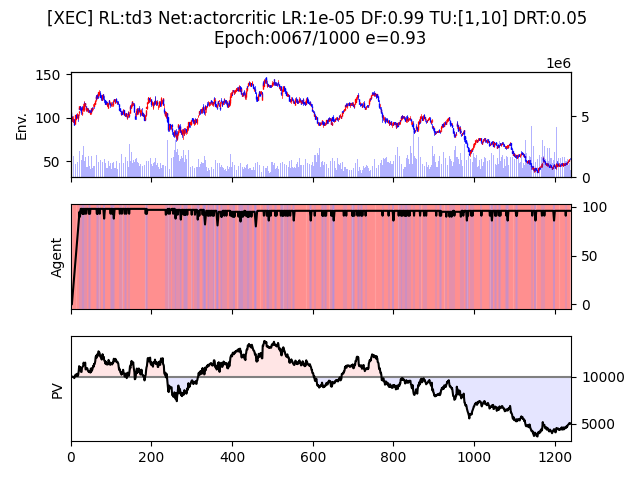 [XEC] RL:td3 Net:actorcritic LR:1e-05 DF:0.99 TU:[1,10] DRT:0.05
Epoch:0067/1000 e=0.93
1e6
150
100
50
Env.
5
0
Agent
100
50
0
PV
10000
5000
0
200
400
600
800
1000
1200